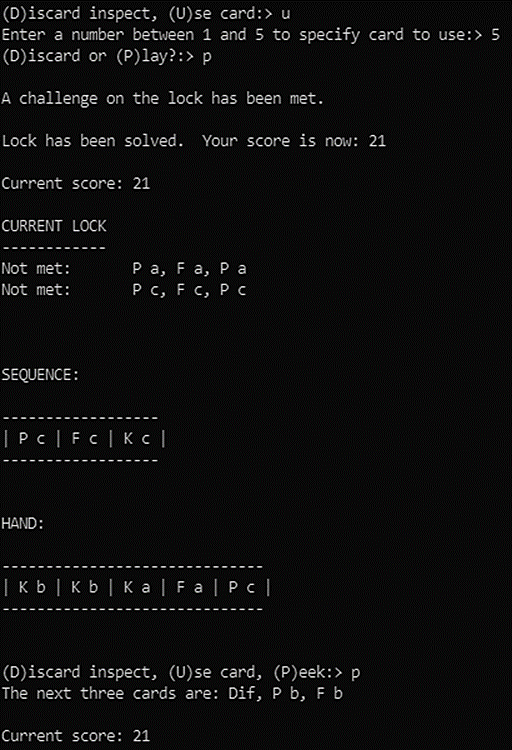 (D)iscard inspect, (U)se card:> u
Enter a number between 1 and 5 to specify card to use:> 5
(D)iscard or (P)lay?:> p
A challenge on the lock has been met.
Lock has been solved.  Your score is now: 21
Current score: 21
CURRENT LOCK
------------
Not met:      P a, F a, P a
Not met:      P c, F c, P c
SEQUENCE:
------------------
| P c | F c | K c |
------------------
HAND:
------------------------------
| K b | K b | K a | F a | P c |
------------------------------
(D)iscard inspect, (U)se card, (P)eek:> p
The next three cards are: Dif, P b, F b
Current score: 21